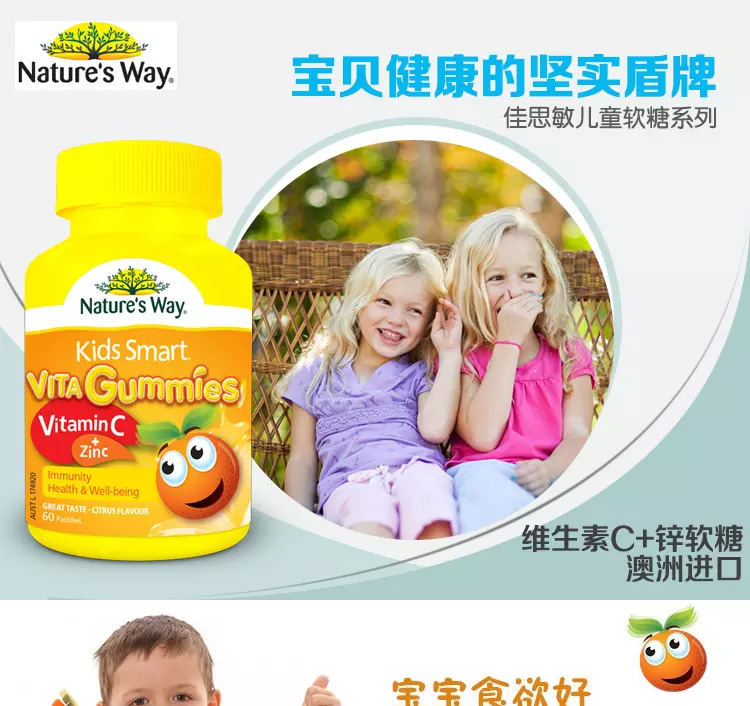 Nature's Way®
宝贝健康的坚实盾牌
佳思敏儿童软糖系列
Nature's Way®
Kids Smart
VITA Gummies
Vitamin C
+
Zinc
Immunity
Health & Well-being
GREAT TASTE - CITRUS FLAVOUR
60 Pastilles
AUST L 174920
维生素C+锌软糖
澳洲进口
宝宝食欲好